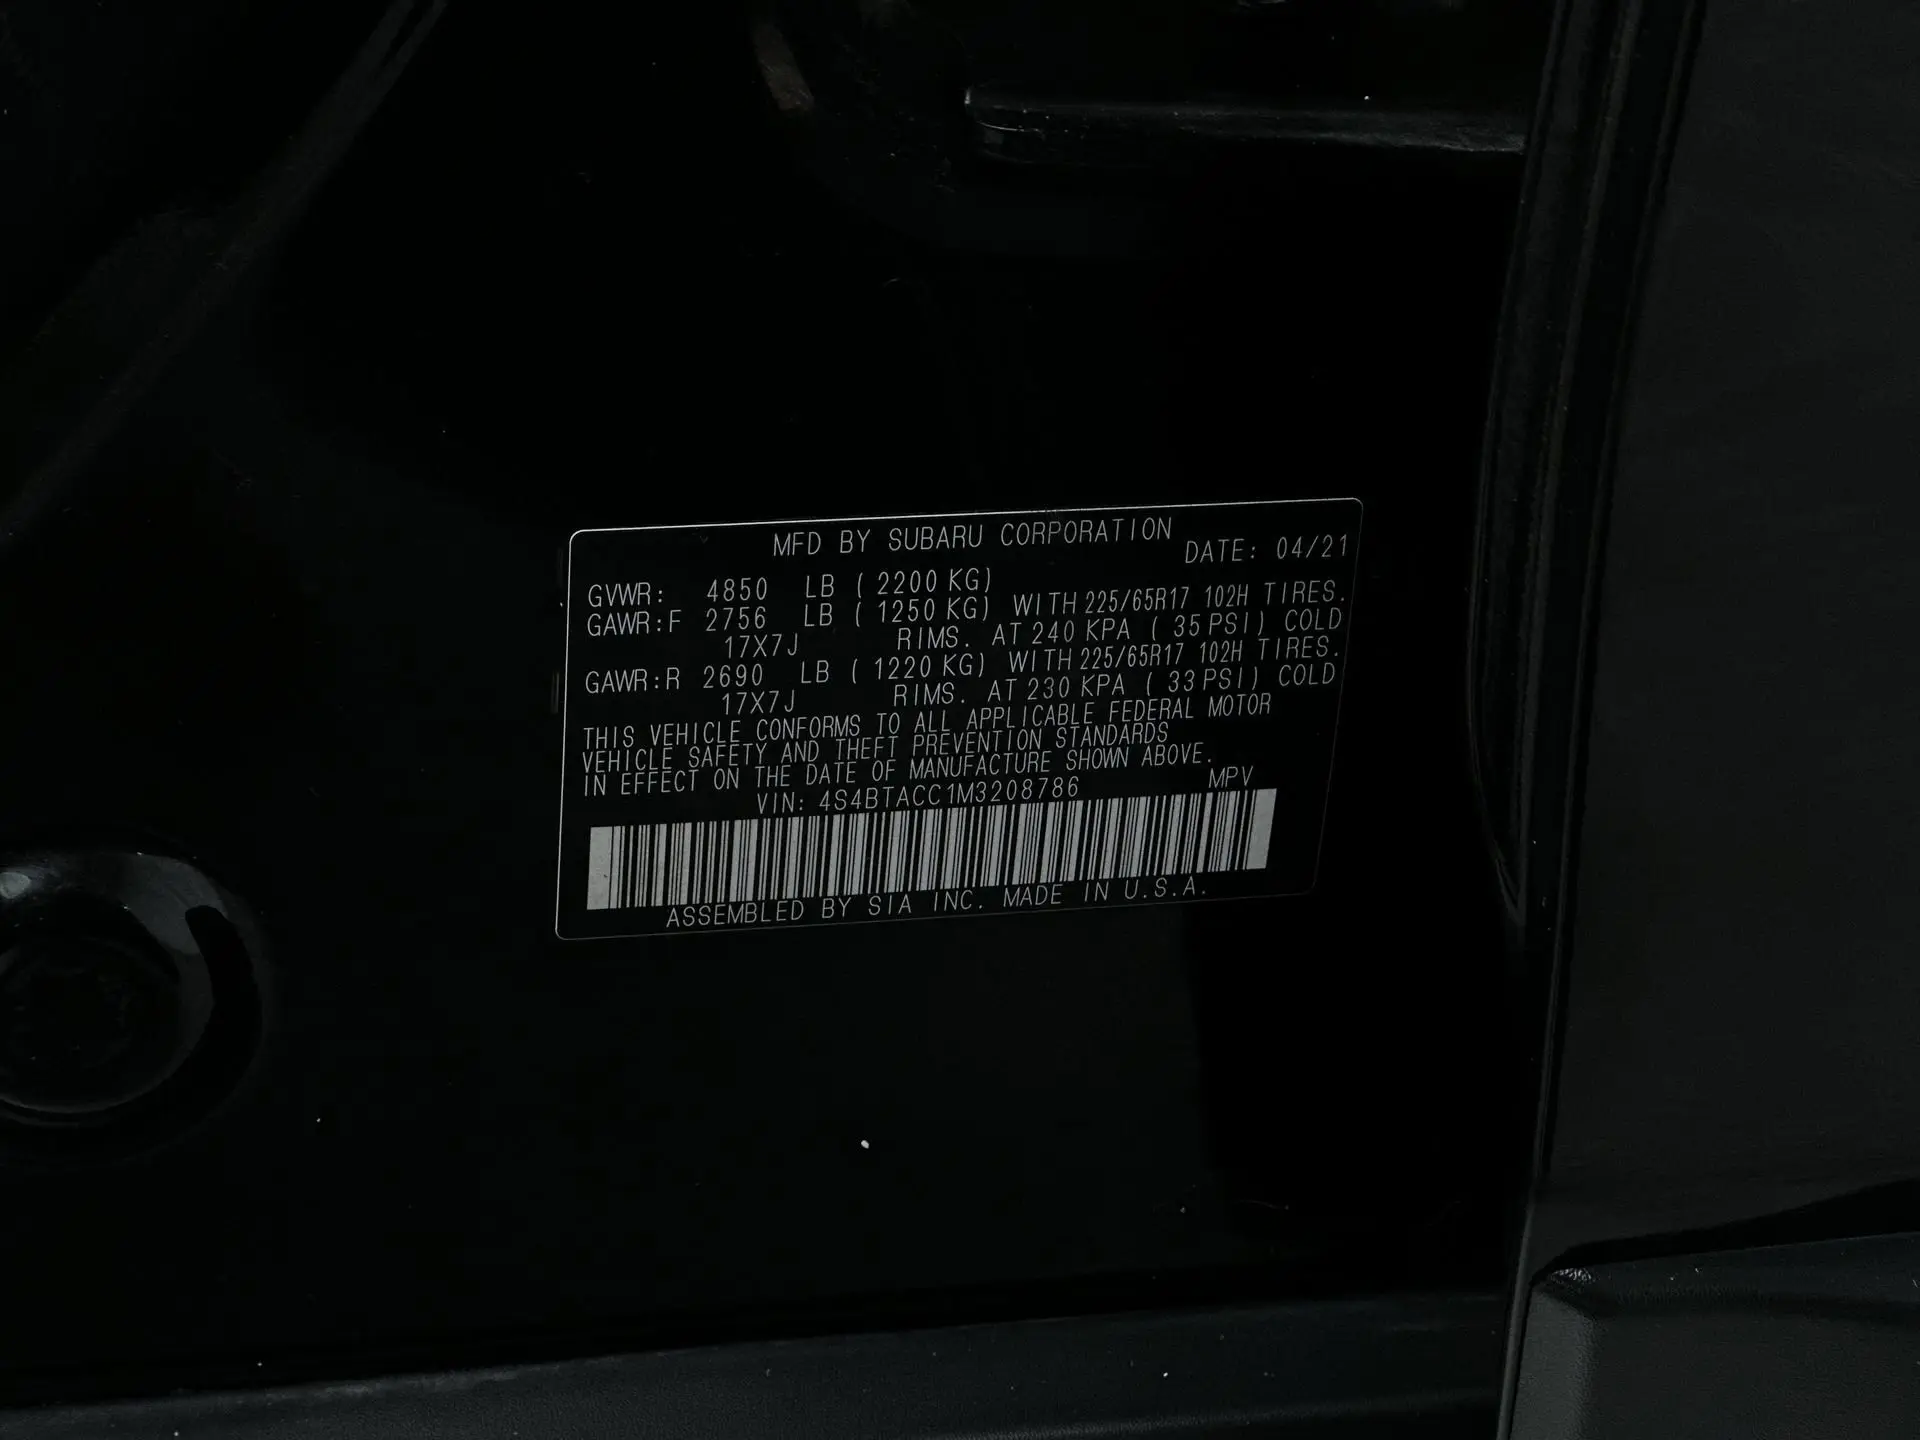 MFD BY SUBARU CORPORATION
DATE: 04/21
GVWR: 4850 LB ( 2200 KG)
GAWR:F 2756 LB ( 1250 KG) WITH 225/65R17 102H TIRES.
17X7J RIMS. AT 240 KPA ( 35 PSI) COLD
GAWR:R 2690 LB ( 1220 KG) WITH 225/65R17 102H TIRES.
17X7J RIMS. AT 230 KPA ( 33 PSI) COLD
THIS VEHICLE CONFORMS TO ALL APPLICABLE FEDERAL MOTOR
VEHICLE SAFETY AND THEFT PREVENTION STANDARDS
IN EFFECT ON THE DATE OF MANUFACTURE SHOWN ABOVE.
VIN: 4S4BTACC1M3208786 MPV
ASSEMBLED BY SIA INC. MADE IN U.S.A.